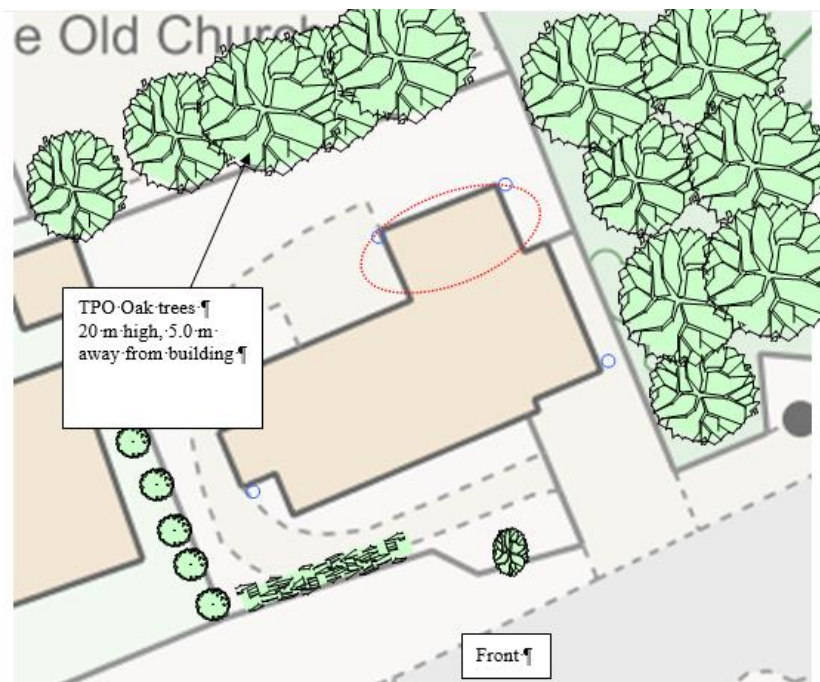 e Old Church
TPO·Oak·trees·¶
20·m·high,·5.0·m·
away·from·building·¶
Front·¶